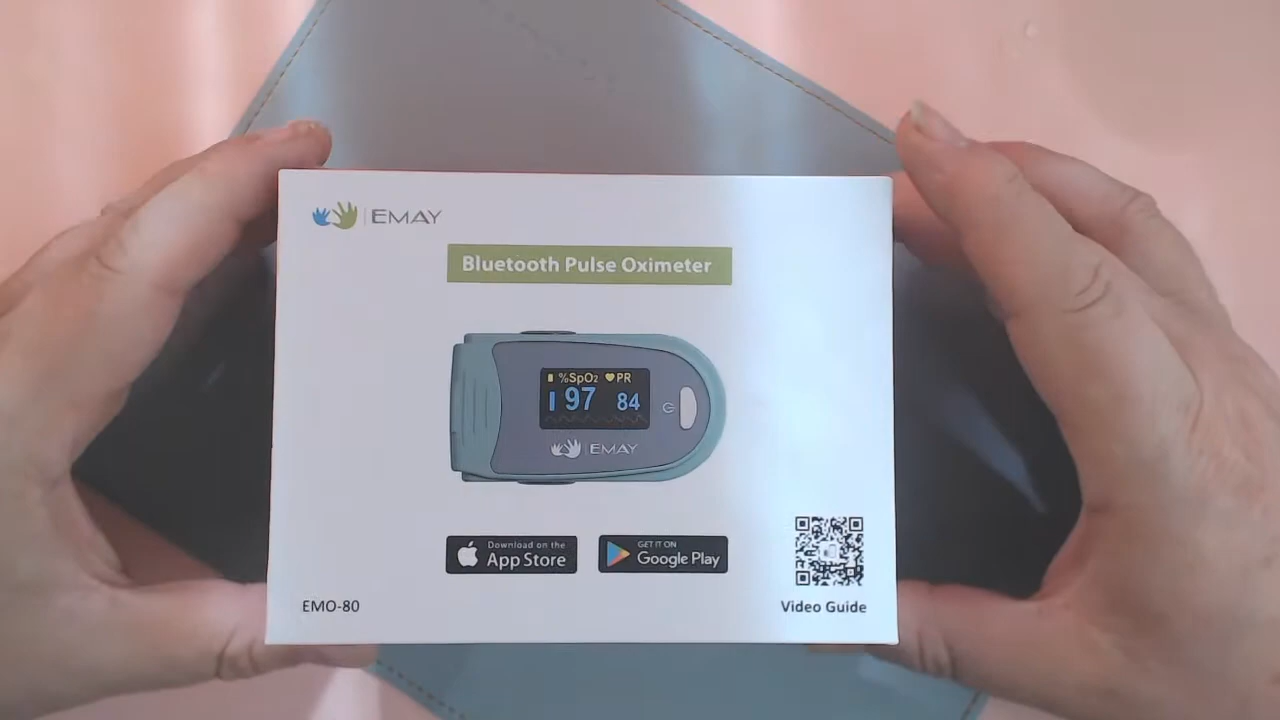 EMAY
Bluetooth Pulse Oximeter
%SpO₂ PR
97 84
EMAY
Download on the
App Store
GET IT ON
Google Play
EMO-80
Video Guide